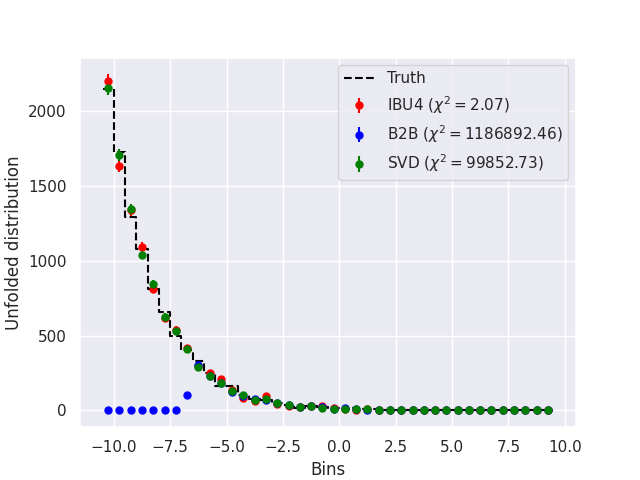 Truth
IBU4 (χ² = 2.07)
B2B (χ² = 1186892.46)
SVD (χ² = 99852.73)
Unfolded distribution
2000
1500
1000
500
0
−10.0 −7.5 −5.0 −2.5 0.0 2.5 5.0 7.5 10.0
Bins